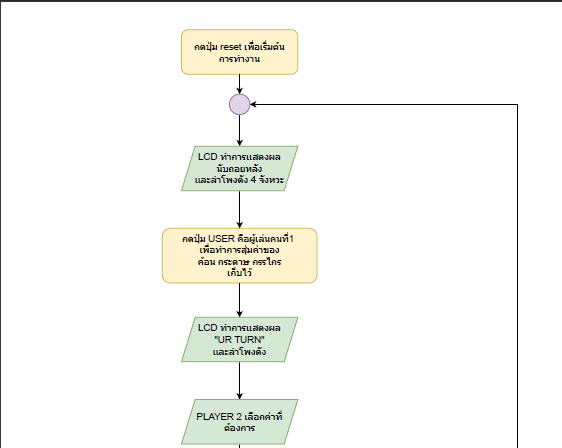 กดปุ่ม reset เพื่อเริ่มต้น
การทำงาน
LCD ทำการแสดงผล
นับถอยหลัง
และลำโพงดัง 4 จังหวะ
กดปุ่ม USER คือผู้เล่นคนที่1
เพื่อทำการสุ่มค่าของ
ค้อน กระดาษ กรรไกร
เก็บไว้
LCD ทำการแสดงผล
"UR TURN"
และลำโพงดัง
PLAYER 2 เลือกค่าที่
ต้องการ